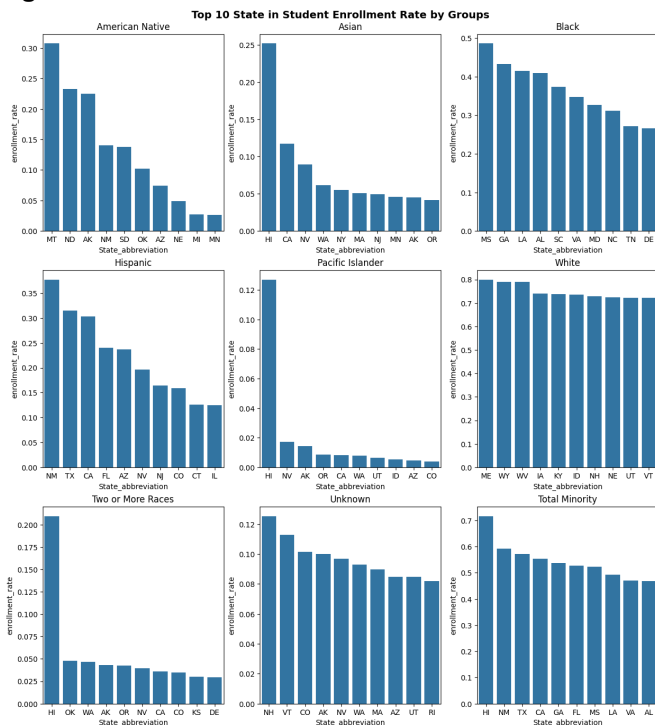 Top 10 State in Student Enrollment Rate by Groups
American Native
enrollment_rate
0.30
0.25
0.20
0.15
0.10
0.05
0.00
MT ND AK NM SD OK AZ NE MI MN
State_abbreviation
Asian
enrollment_rate
0.25
0.20
0.15
0.10
0.05
0.00
HI CA NV WA NY MA NJ MN AK OR
State_abbreviation
Black
enrollment_rate
0.5
0.4
0.3
0.2
0.1
0.0
MS GA LA AL SC VA MD NC TN DE
State_abbreviation
Hispanic
enrollment_rate
0.35
0.30
0.25
0.20
0.15
0.10
0.05
0.00
NM TX CA FL AZ NV NJ CO CT IL
State_abbreviation
Pacific Islander
enrollment_rate
0.12
0.10
0.08
0.06
0.04
0.02
0.00
HI NV AK OR CA WA UT ID AZ CO
State_abbreviation
White
enrollment_rate
0.8
0.7
0.6
0.5
0.4
0.3
0.2
0.1
0.0
ME WY WV IA KY ID NH NE UT VT
State_abbreviation
Two or More Races
enrollment_rate
0.200
0.175
0.150
0.125
0.100
0.075
0.050
0.025
0.000
HI OK WA AK OR NV CA CO KS DE
State_abbreviation
Unknown
enrollment_rate
0.12
0.10
0.08
0.06
0.04
0.02
0.00
NH VT CO AK NV WA MA AZ UT RI
State_abbreviation
Total Minority
enrollment_rate
0.7
0.6
0.5
0.4
0.3
0.2
0.1
0.0
HI NM TX CA GA FL MS LA VA AL
State_abbreviation